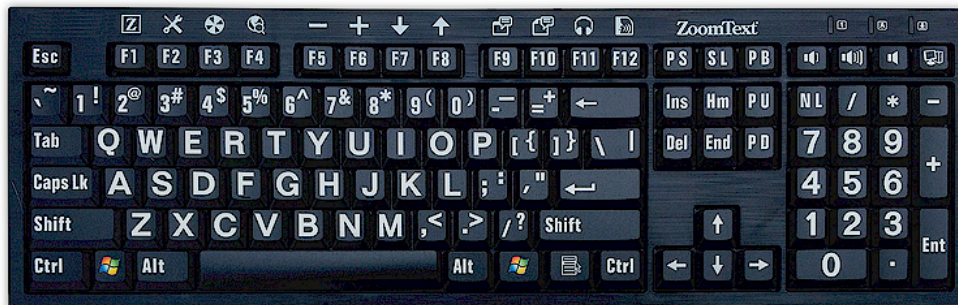 Z ZoomText 1 A
Esc F1 F2 F3 F4 F5 F6 F7 F8 F9 F10 F11 F12 PS SL PB
` ~ 1 ! 2 @ 3 # 4 $ 5 % 6 ^ 7 & 8 * 9 ( 0 ) - _ = + ← Ins Hm PU NL / * -
Tab Q W E R T Y U I O P [ { ] } \ | Del End PD 7 8 9 +
Caps Lk A S D F G H J K L ; : ' " 4 5 6
Shift Z X C V B N M , < . > / ? Shift ↑ 1 2 3 Ent
Ctrl Alt Alt Ctrl ← ↓ → 0 .